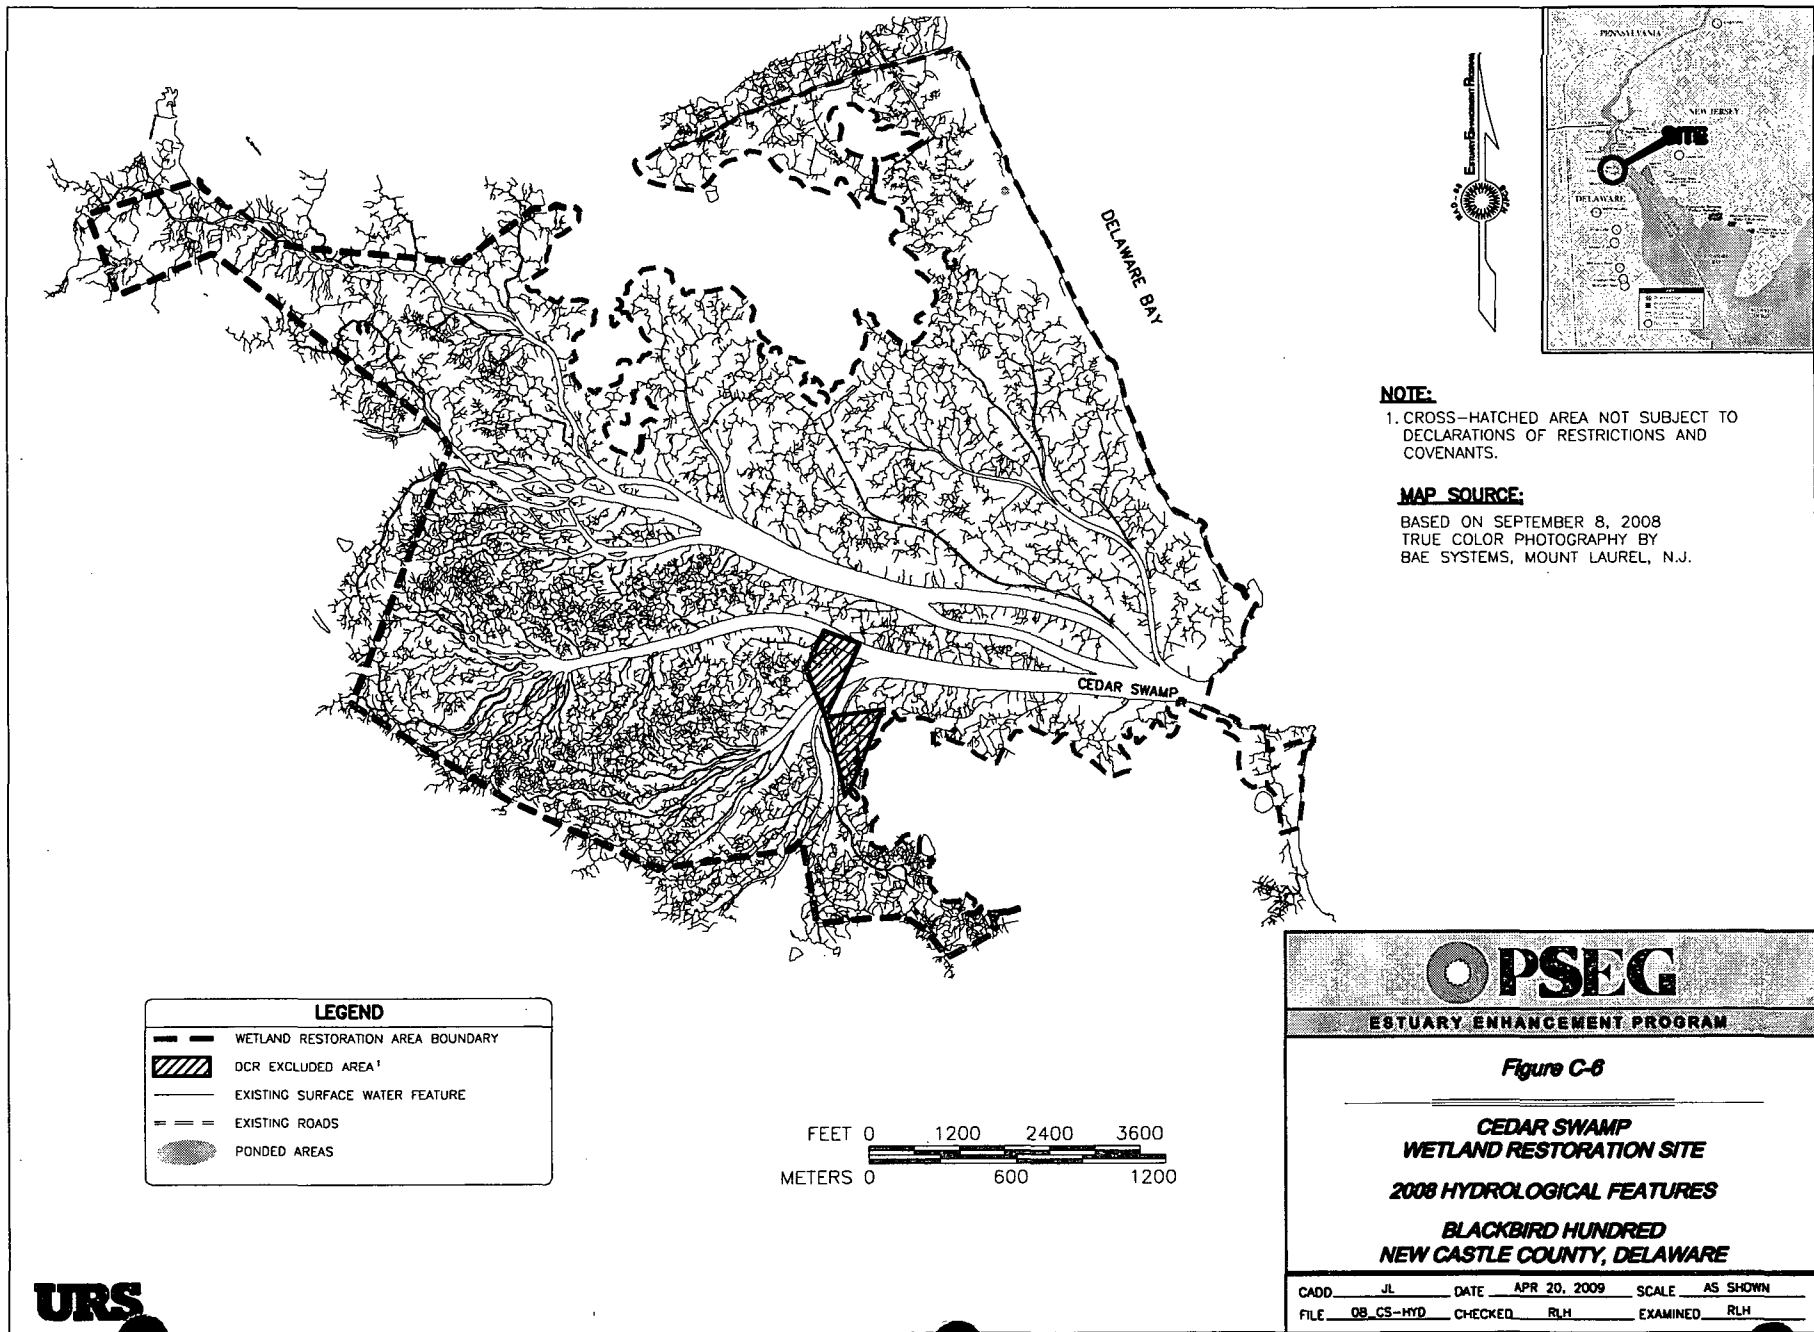 ESTUARY ENHANCEMENT PROGRAM
PENNSYLVANIA
NEW JERSEY
SITE
DELAWARE
DELAWARE BAY
NOTE:
1. CROSS-HATCHED AREA NOT SUBJECT TO
DECLARATIONS OF RESTRICTIONS AND
COVENANTS.
MAP SOURCE:
BASED ON SEPTEMBER 8, 2008
TRUE COLOR PHOTOGRAPHY BY
BAE SYSTEMS, MOUNT LAUREL, N.J.
CEDAR SWAMP
LEGEND
WETLAND RESTORATION AREA BOUNDARY
DCR EXCLUDED AREA¹
EXISTING SURFACE WATER FEATURE
EXISTING ROADS
PONDED AREAS
FEET 0 1200 2400 3600
METERS 0 600 1200
PSEG
ESTUARY ENHANCEMENT PROGRAM
Figure C-6
CEDAR SWAMP
WETLAND RESTORATION SITE
2008 HYDROLOGICAL FEATURES
BLACKBIRD HUNDRED
NEW CASTLE COUNTY, DELAWARE
CADD JL DATE APR 20, 2009 SCALE AS SHOWN
FILE 08_CS-HYD CHECKED RLH EXAMINED RLH
URS